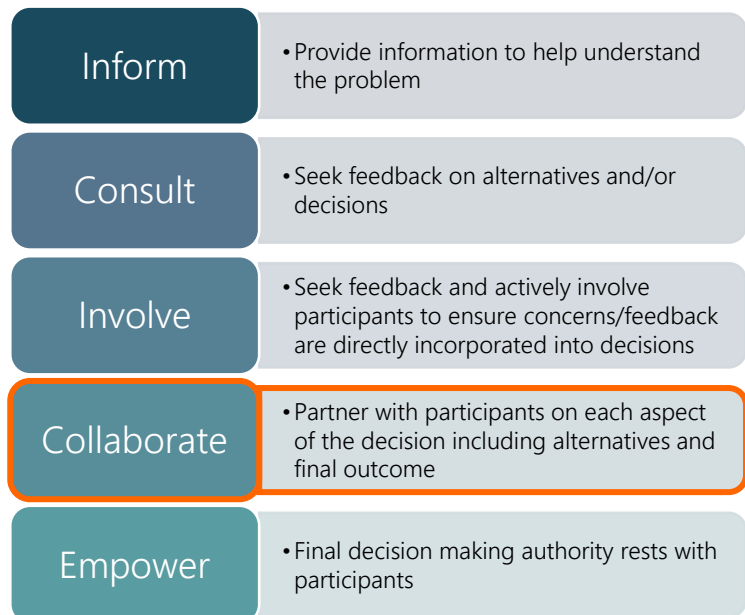 Inform
• Provide information to help understand
the problem
Consult
• Seek feedback on alternatives and/or
decisions
Involve
• Seek feedback and actively involve
participants to ensure concerns/feedback
are directly incorporated into decisions
Collaborate
• Partner with participants on each aspect
of the decision including alternatives and
final outcome
Empower
• Final decision making authority rests with
participants